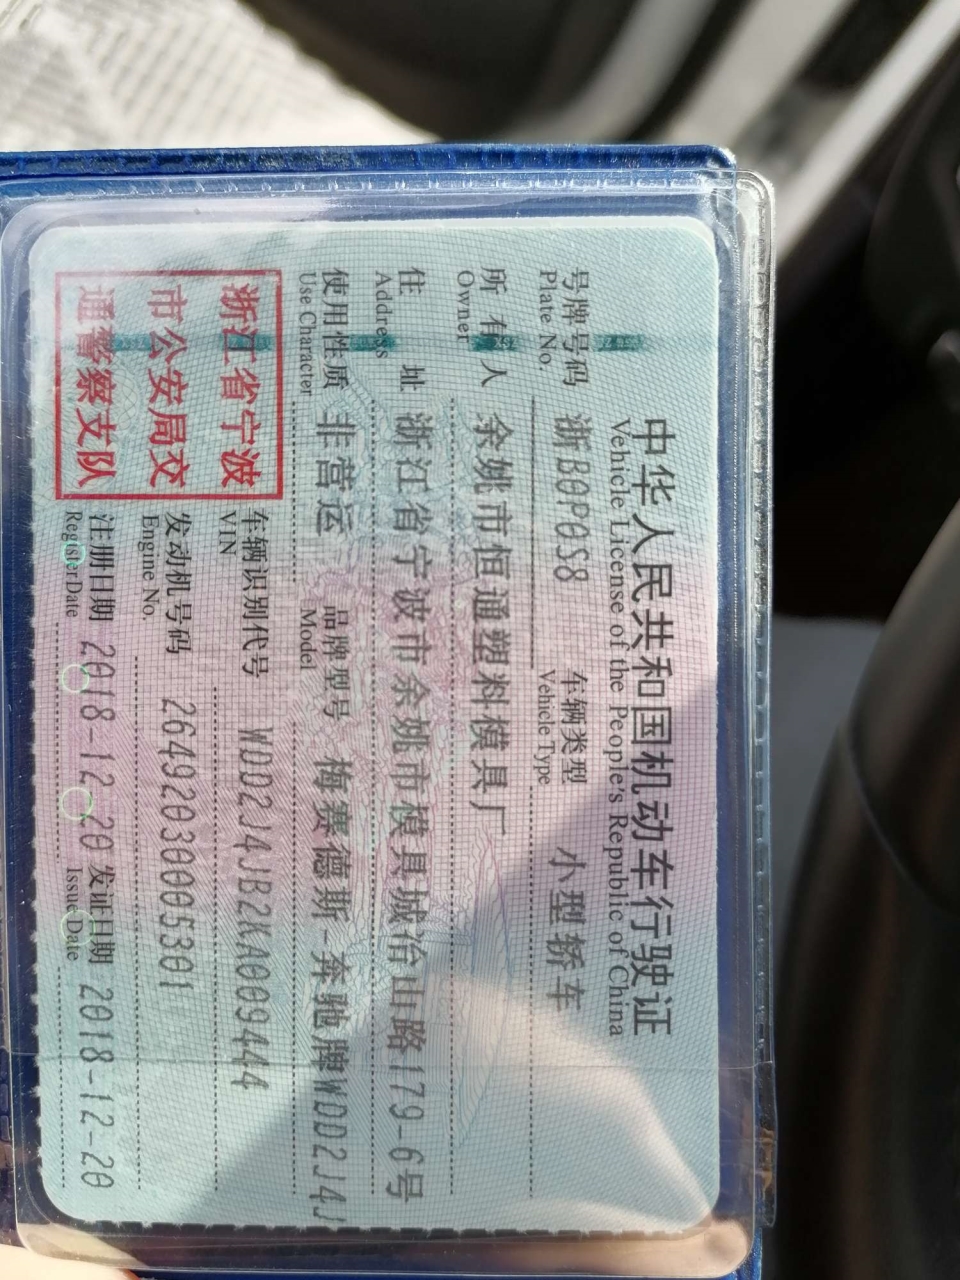 中华人民共和国机动车行驶证
Vehicle License of the People's Republic of China
号牌号码 浙B0P0S8 车辆类型 小型轿车
Plate No. Vehicle Type
所有人 余姚市恒通塑料模具厂
Owner
住址 浙江省宁波市余姚市模具城冶山路179-6号
Address
使用性质 非营运 品牌型号 梅赛德斯-奔驰牌WDD2J4J
Use Character Model
浙江省宁波
市公安局交
通警察支队
车辆识别代号 WDD2J4JB2KA009444
VIN
发动机号码 26492030005301
Engine No.
注册日期 2018-12-20 发证日期 2018-12-20
Register Date Issue Date